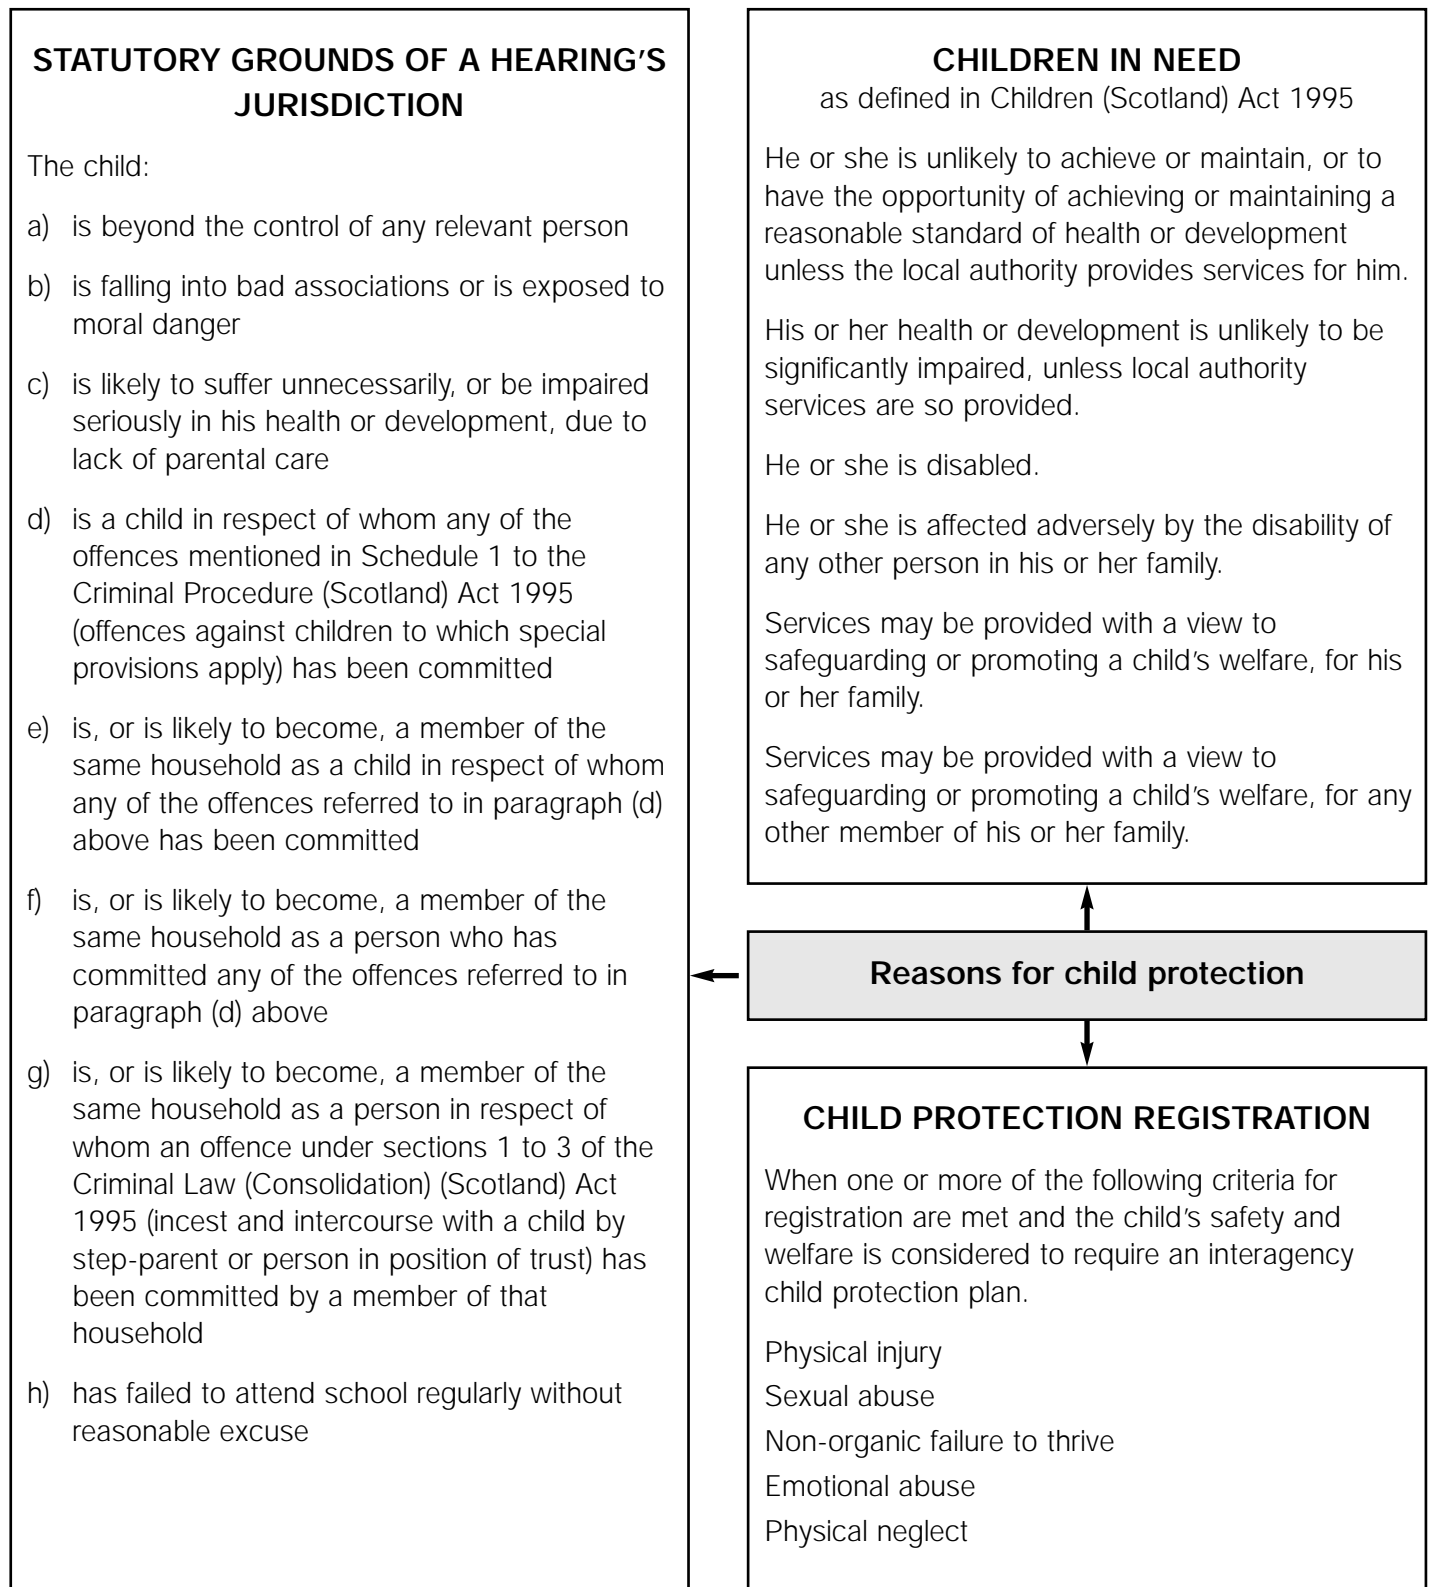 STATUTORY GROUNDS OF A HEARING'S
JURISDICTION
The child:
a) is beyond the control of any relevant person
b) is falling into bad associations or is exposed to
moral danger
c) is likely to suffer unnecessarily, or be impaired
seriously in his health or development, due to
lack of parental care
d) is a child in respect of whom any of the
offences mentioned in Schedule 1 to the
Criminal Procedure (Scotland) Act 1995
(offences against children to which special
provisions apply) has been committed
e) is, or is likely to become, a member of the
same household as a child in respect of whom
any of the offences referred to in paragraph (d)
above has been committed
f) is, or is likely to become, a member of the
same household as a person who has
committed any of the offences referred to in
paragraph (d) above
g) is, or is likely to become, a member of the
same household as a person in respect of
whom an offence under sections 1 to 3 of the
Criminal Law (Consolidation) (Scotland) Act
1995 (incest and intercourse with a child by
step-parent or person in position of trust) has
been committed by a member of that
household
h) has failed to attend school regularly without
reasonable excuse
CHILDREN IN NEED
as defined in Children (Scotland) Act 1995
He or she is unlikely to achieve or maintain, or to
have the opportunity of achieving or maintaining a
reasonable standard of health or development
unless the local authority provides services for him.
His or her health or development is unlikely to be
significantly impaired, unless local authority
services are so provided.
He or she is disabled.
He or she is affected adversely by the disability of
any other person in his or her family.
Services may be provided with a view to
safeguarding or promoting a child's welfare, for his
or her family.
Services may be provided with a view to
safeguarding or promoting a child's welfare, for any
other member of his or her family.
Reasons for child protection
CHILD PROTECTION REGISTRATION
When one or more of the following criteria for
registration are met and the child's safety and
welfare is considered to require an interagency
child protection plan.
Physical injury
Sexual abuse
Non-organic failure to thrive
Emotional abuse
Physical neglect